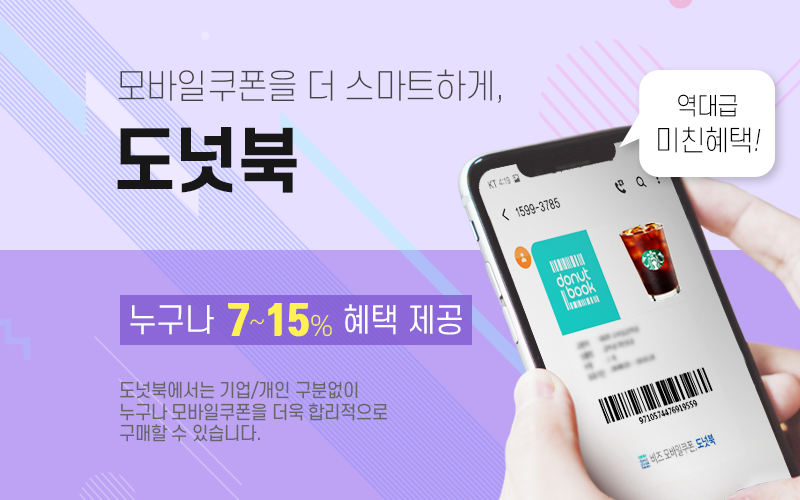 모바일쿠폰을 더 스마트하게,
도넛북
역대급
미친혜택!
KT 4:19
1599-3785
donut
book
누구나 7~15% 혜택 제공
도넛북에서는 기업/개인 구분없이
누구나 모바일쿠폰을 더욱 합리적으로
구매할 수 있습니다.
9710574476919559
비즈 모바일쿠폰, 도넛북